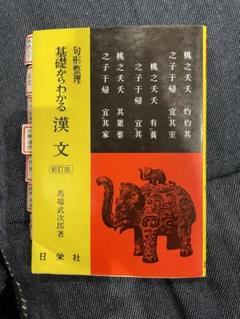 句形整理
基礎からわかる 漢文
新訂版
馬場武次郎著
日栄社
桃之夭夭 灼灼其
之子于帰 宜其室
桃之夭夭 有蕡
之子于帰 宜其
桃之夭夭 其葉蓁
之子于帰 宜其家